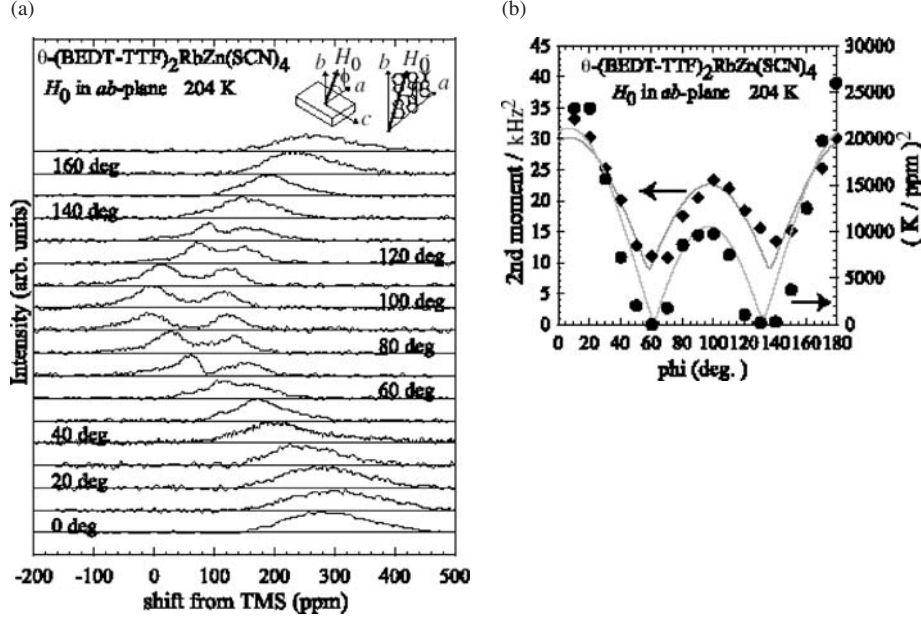 (a)
θ-(BEDT-TTF)2RbZn(SCN)4
H0 in ab-plane 204 K
b H0
ϕ
a
c
b H0
a
160 deg
140 deg
120 deg
100 deg
80 deg
60 deg
40 deg
20 deg
0 deg
Intensity (arb. units)
-200 -100 0 100 200 300 400 500
shift from TMS (ppm)
(b)
θ-(BEDT-TTF)2RbZn(SCN)4
H0 in ab-plane 204 K
45
40
35
30
25
20
15
10
5
0
2nd moment / kHz2
30000
25000
20000
15000
10000
5000
0
(K / ppm)2
0 20 40 60 80 100 120 140 160 180
phi (deg.)